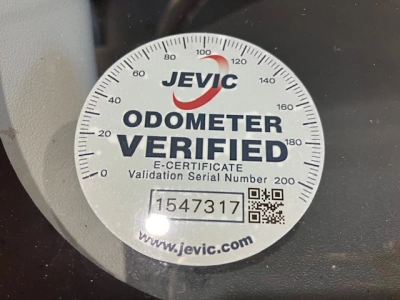 0 20 40 60 80 100 120 140 160 180 200
JEVIC
ODOMETER
VERIFIED
E-CERTIFICATE
Validation Serial Number
1547317
www.jevic.com